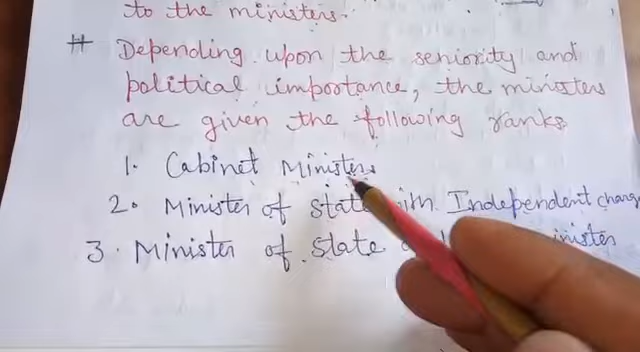 to the ministers.
# Depending upon the seniority and
political importance, the ministers
are given the following ranks
1. Cabinet Ministers
2. Minister of State Independent charge
3. Minister of State